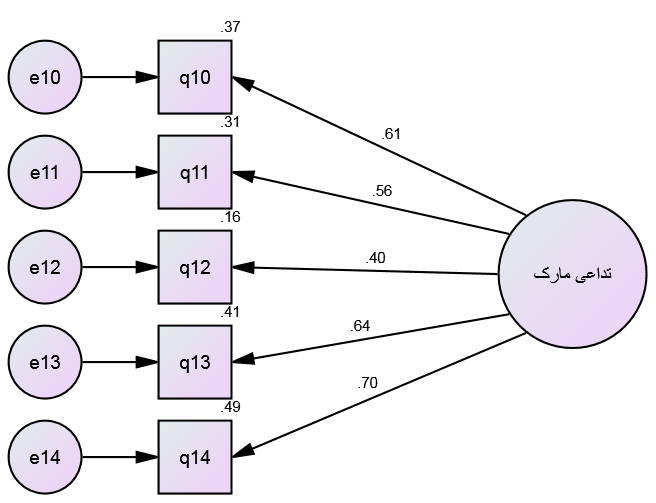 .37
e10
q10
.61
.31
e11
q11
.56
.16
e12
q12
.40
تداعی مارک
.41
e13
q13
.64
.49
e14
q14
.70